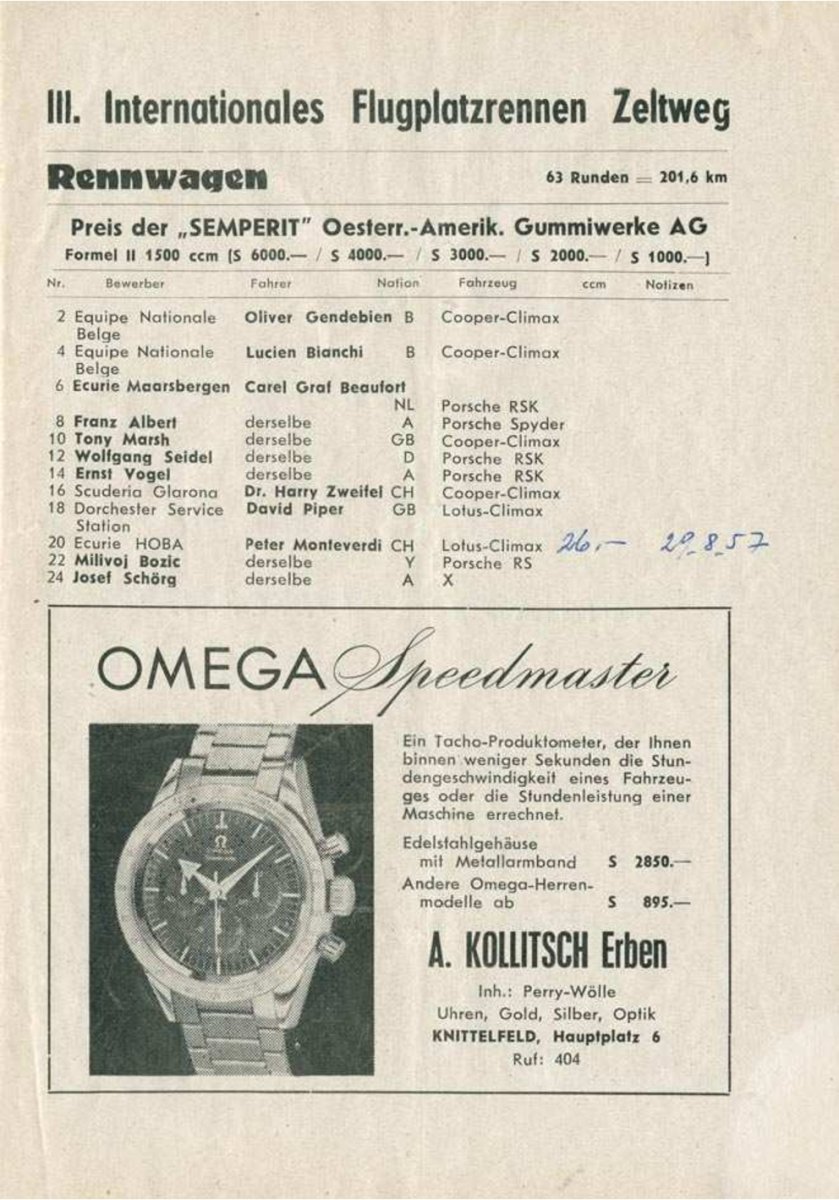 III. Internationales Flugplatzrennen Zeltweg
Rennwagen 63 Runden = 201,6 km
Preis der „SEMPERIT" Oesterr.-Amerik. Gummiwerke AG
Formel II 1500 ccm (S 6000.— / S 4000.— / S 3000.— / S 2000.— / S 1000.—)
Nr. Bewerber Fahrer Nation Fahrzeug ccm Notizen
2 Equipe Nationale Oliver Gendebien B Cooper-Climax
Belge
4 Equipe Nationale Lucien Bianchi B Cooper-Climax
Belge
6 Ecurie Maarsbergen Carel Graf Beaufort
NL Porsche RSK
8 Franz Albert derselbe A Porsche Spyder
10 Tony Marsh derselbe GB Cooper-Climax
12 Wolfgang Seidel derselbe D Porsche RSK
14 Ernst Vogel derselbe A Porsche RSK
16 Scuderia Glarona Dr. Harry Zweifel CH Cooper-Climax
18 Dorchester Service David Piper GB Lotus-Climax
Station
20 Ecurie HOBA Peter Monteverdi CH Lotus-Climax 26.— 29.8.57
22 Milivoj Bozic derselbe Y Porsche RS
24 Josef Schörg derselbe A X
OMEGA Speedmaster
Ein Tacho-Produktometer, der Ihnen
binnen weniger Sekunden die Stun-
dengeschwindigkeit eines Fahrzeu-
ges oder die Stundenleistung einer
Maschine errechnet.
Edelstahlgehäuse
mit Metallarmband S 2850.—
Andere Omega-Herren-
modelle ab S 895.—
A. KOLLITSCH Erben
Inh.: Perry-Wölle
Uhren, Gold, Silber, Optik
KNITTELFELD, Hauptplatz 6
Ruf: 404